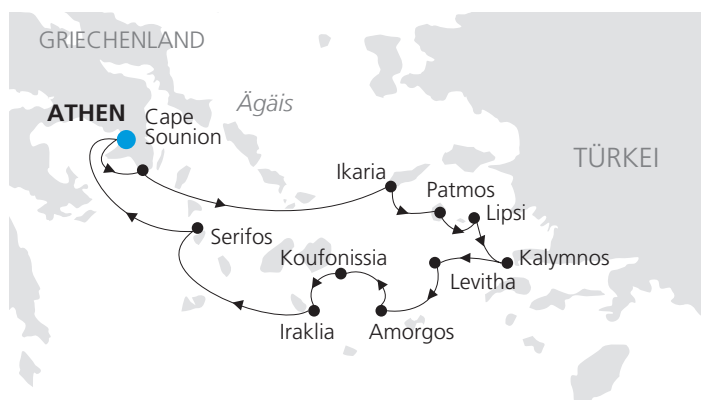 GRIECHENLAND
Ägäis
ATHEN
Cape
Sounion
TÜRKEI
Ikaria
Patmos
Lipsi
Serifos
Koufonissia
Kalymnos
Levitha
Iraklia
Amorgos